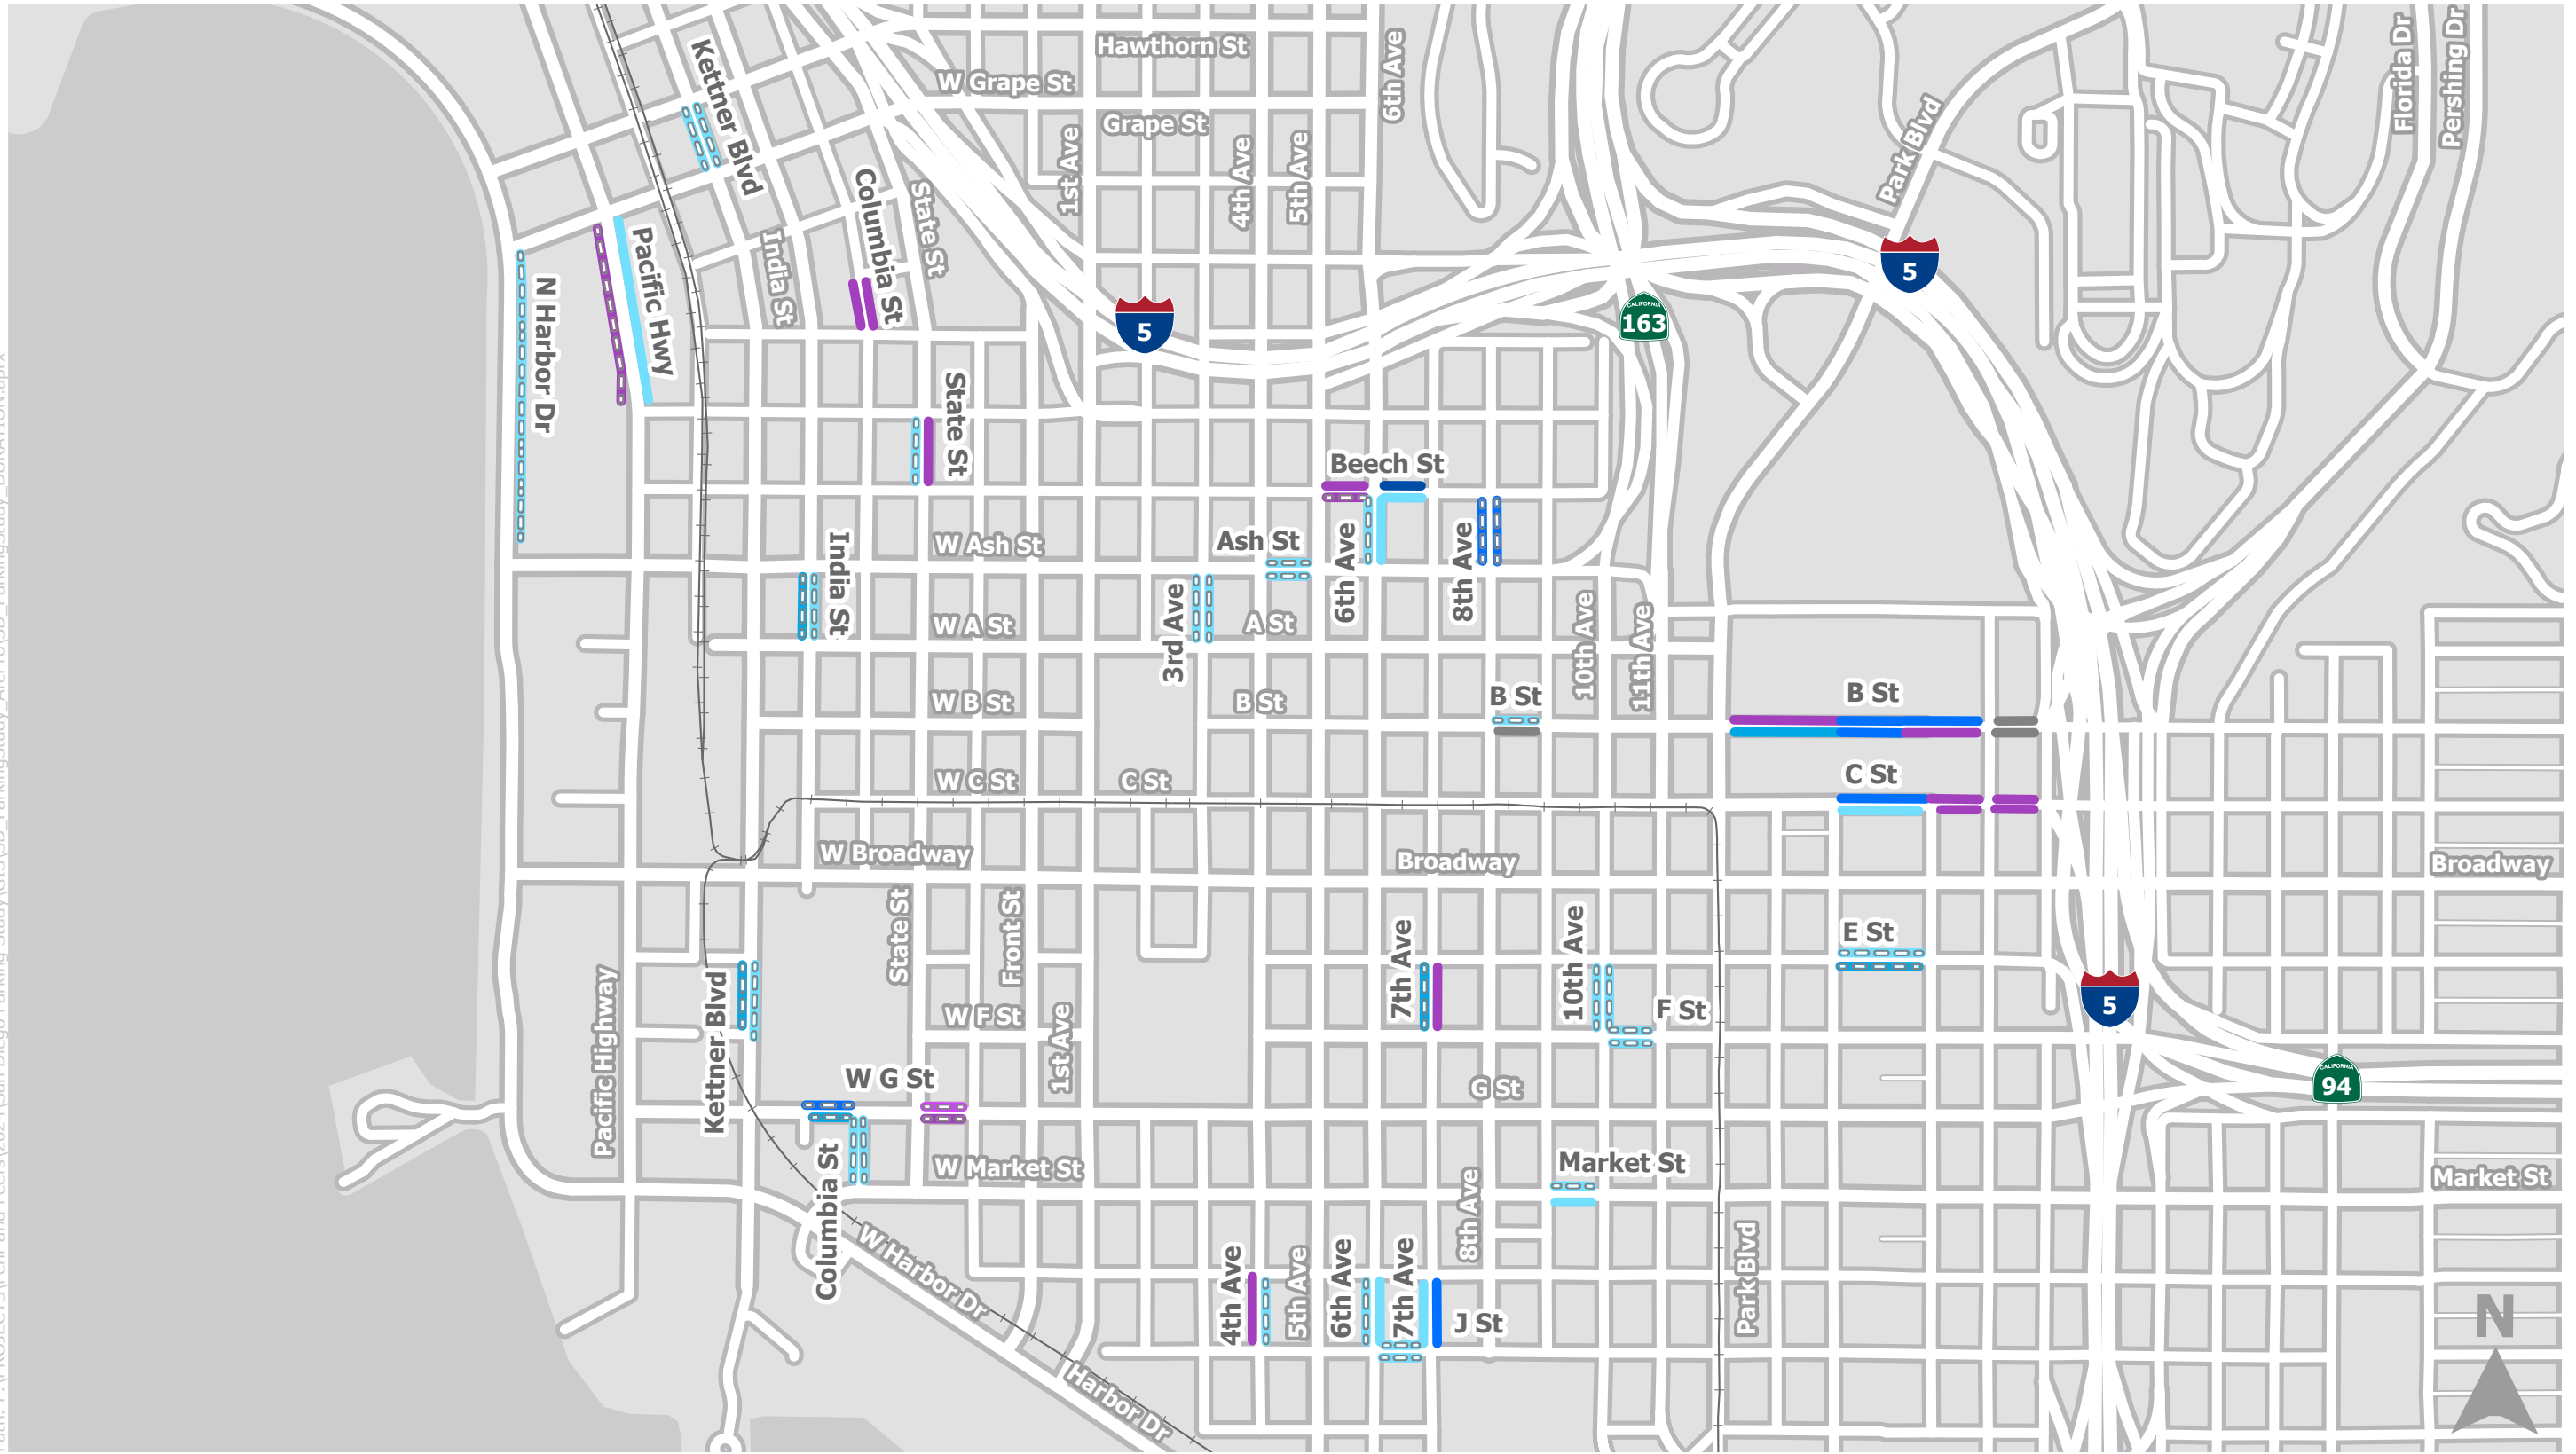 Hawthorn St
W Grape St
Grape St
6th Ave
Kettner Blvd
1st Ave
4th Ave
5th Ave
Park Blvd
Florida Dr
Pershing Dr
Columbia St
State St
India St
Pacific Hwy
N Harbor Dr
5
5
CALIFORNIA
163
State St
Beech St
India St
W Ash St
Ash St
6th Ave
8th Ave
3rd Ave
W A St
A St
10th Ave
11th Ave
W B St
B St
B St
B St
W C St
C St
C St
W Broadway
Broadway
Broadway
State St
Front St
7th Ave
10th Ave
E St
F St
W F St
1st Ave
Pacific Highway
Kettner Blvd
5
CALIFORNIA
94
W G St
G St
Columbia St
W Market St
Market St
Market St
8th Ave
W Harbor Dr
4th Ave
5th Ave
6th Ave
7th Ave
J St
Park Blvd
Harbor Dr
N